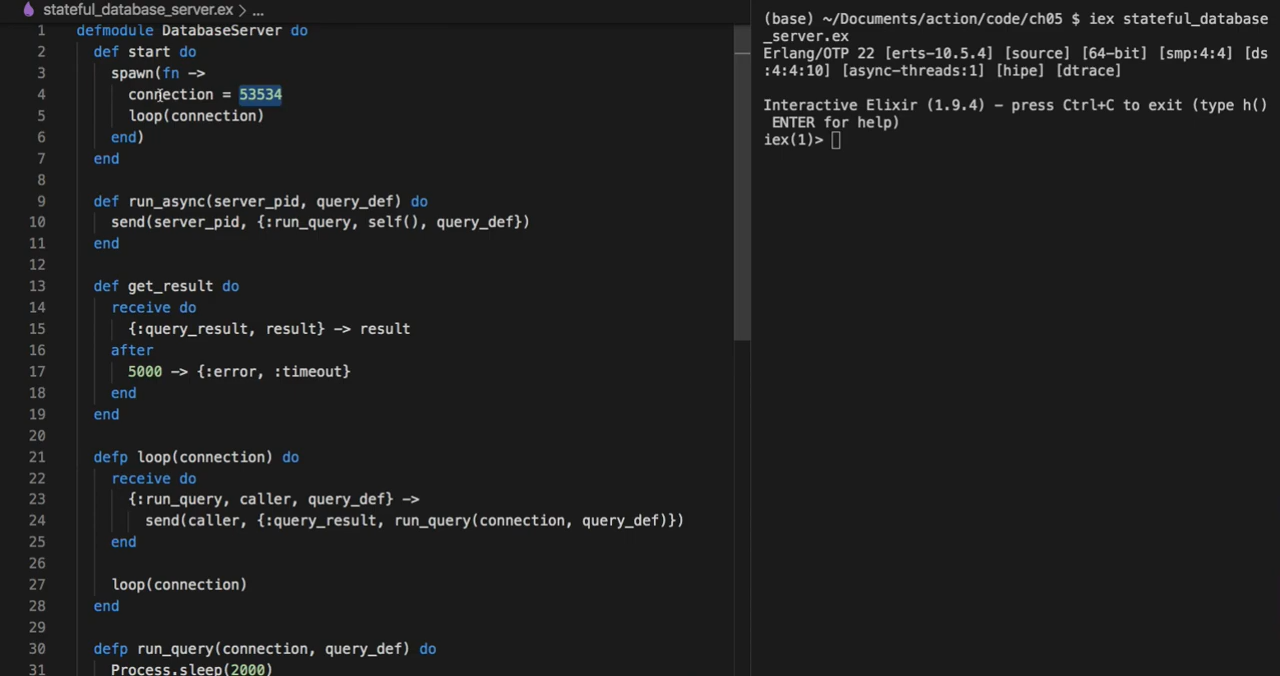 stateful_database_server.ex > ...
1 defmodule DatabaseServer do
2 def start do
3 spawn(fn ->
4 connection = 53534
5 loop(connection)
6 end)
7 end
8
9 def run_async(server_pid, query_def) do
10 send(server_pid, {:run_query, self(), query_def})
11 end
12
13 def get_result do
14 receive do
15 {:query_result, result} -> result
16 after
17 5000 -> {:error, :timeout}
18 end
19 end
20
21 defp loop(connection) do
22 receive do
23 {:run_query, caller, query_def} ->
24 send(caller, {:query_result, run_query(connection, query_def)})
25 end
26
27 loop(connection)
28 end
29
30 defp run_query(connection, query_def) do
31 Process.sleep(2000)
(base) ~/Documents/action/code/ch05 $ iex stateful_database
_server.ex
Erlang/OTP 22 [erts-10.5.4] [source] [64-bit] [smp:4:4] [ds
:4:4:10] [async-threads:1] [hipe] [dtrace]
Interactive Elixir (1.9.4) - press Ctrl+C to exit (type h()
ENTER for help)
iex(1)>